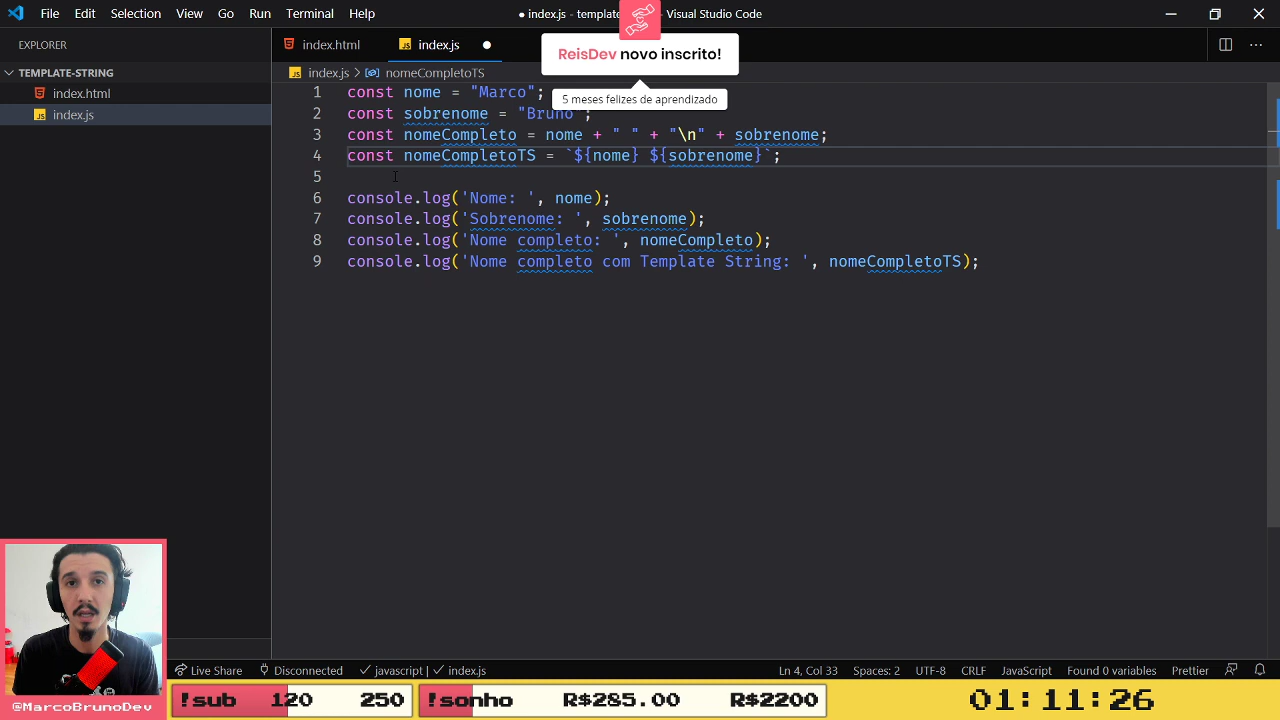 File Edit Selection View Go Run Terminal Help
● index.js - template Visual Studio Code
ReisDev novo inscrito!
5 meses felizes de aprendizado
EXPLORER
TEMPLATE-STRING
index.html
index.js
index.html
JS index.js
JS index.js > nomeCompletoTS
1 const nome = "Marco";
2 const sobrenome = "Bruno";
3 const nomeCompleto = nome + " " + "\n" + sobrenome;
4 const nomeCompletoTS = `${nome} ${sobrenome}`;
5
6 console.log('Nome: ', nome);
7 console.log('Sobrenome: ', sobrenome);
8 console.log('Nome completo: ', nomeCompleto);
9 console.log('Nome completo com Template String: ', nomeCompletoTS);
Live Share Disconnected javascript | index.js Ln 4, Col 33 Spaces: 2 UTF-8 CRLF JavaScript Found 0 variables Prettier
@MarcoBrunoDev
!sub 120 250 !sonho R$285.00 R$2200 01:11:26